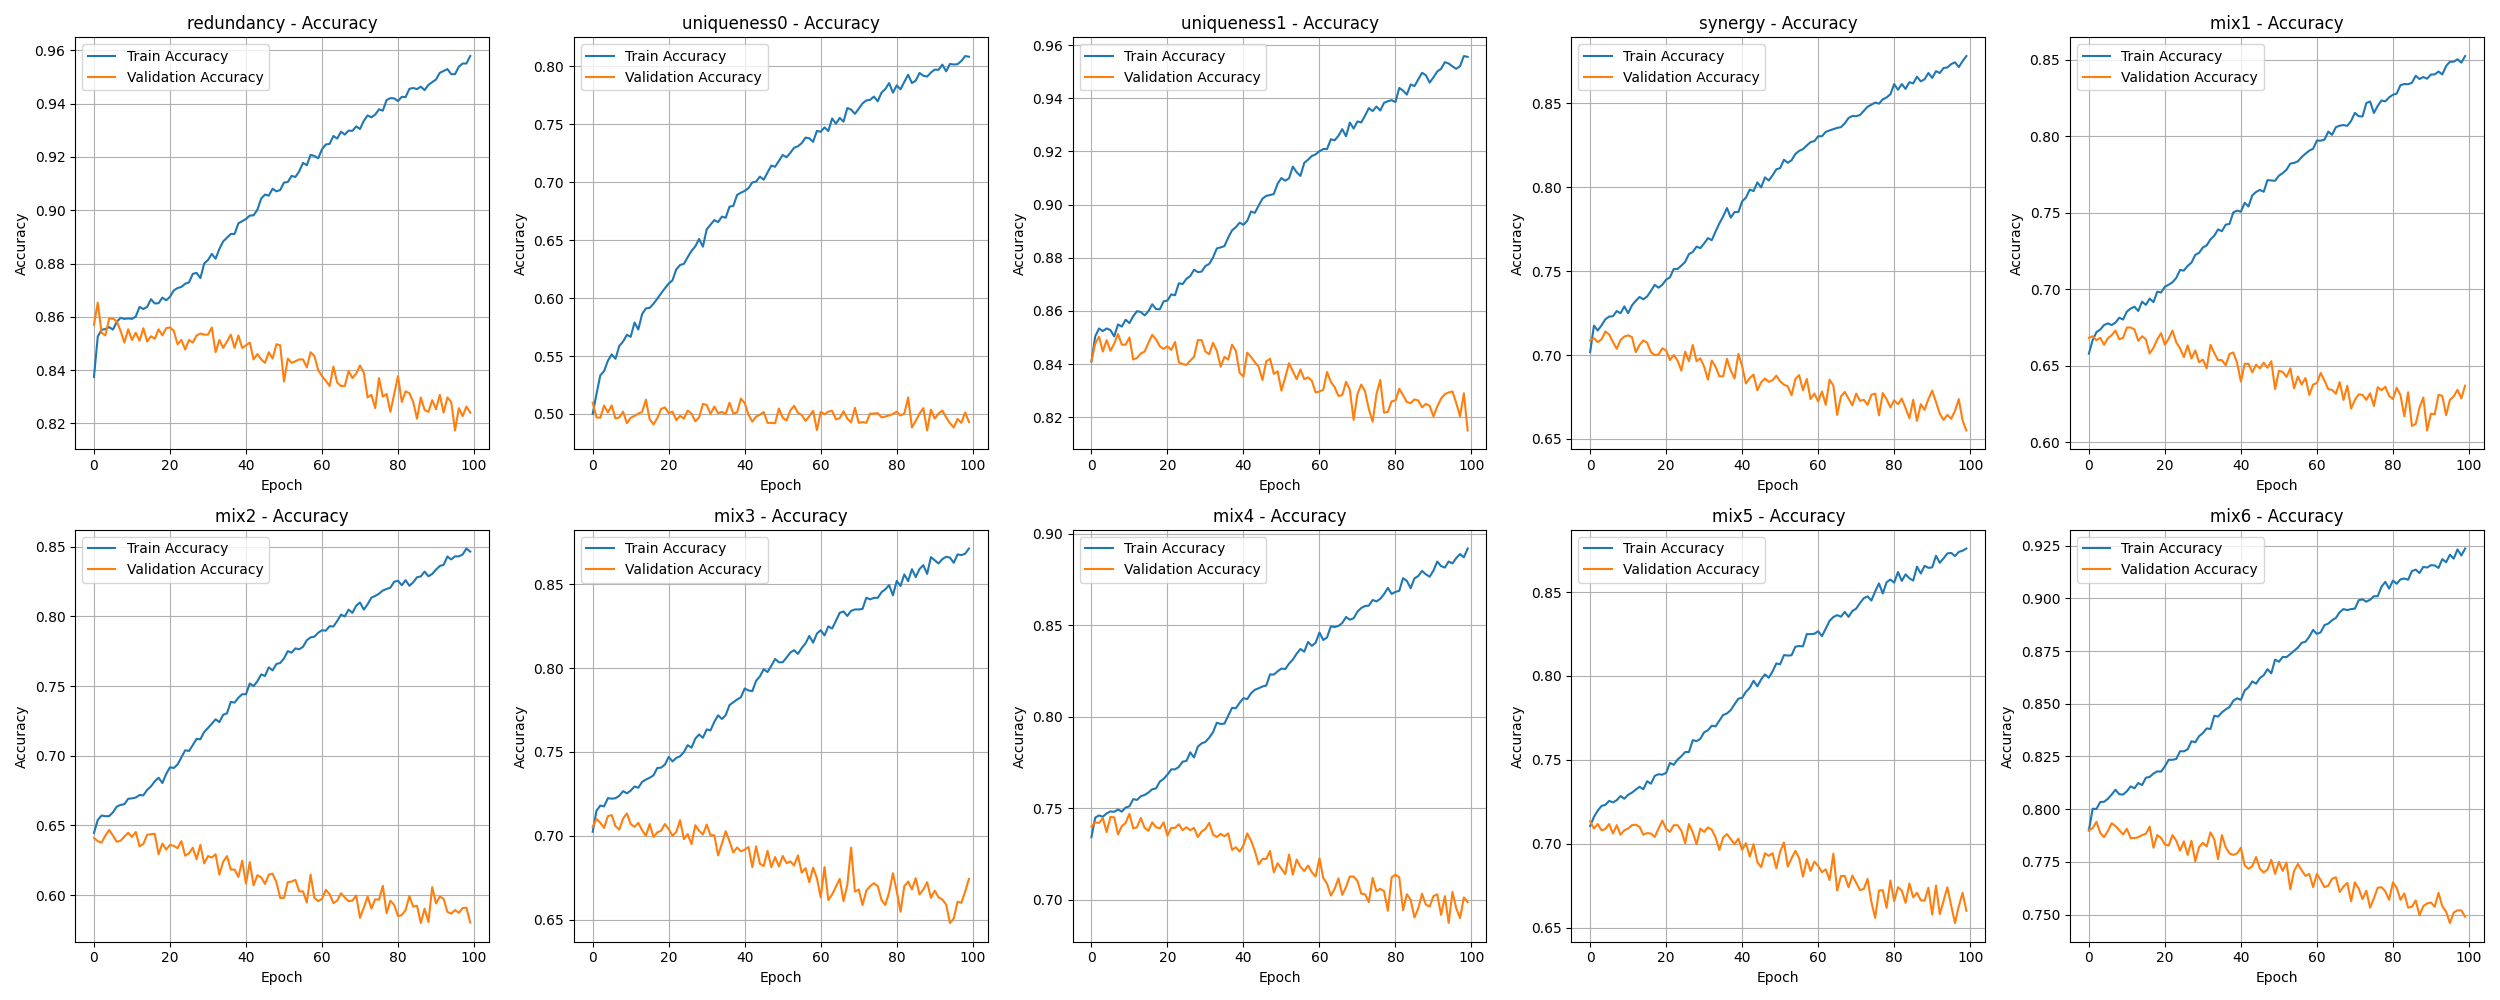 redundancy - Accuracy
Train Accuracy
Validation Accuracy
0.96
0.94
0.92
0.90
0.88
0.86
0.84
0.82
Accuracy
0 20 40 60 80 100
Epoch
uniqueness0 - Accuracy
Train Accuracy
Validation Accuracy
0.80
0.75
0.70
0.65
0.60
0.55
0.50
Accuracy
0 20 40 60 80 100
Epoch
uniqueness1 - Accuracy
Train Accuracy
Validation Accuracy
0.96
0.94
0.92
0.90
0.88
0.86
0.84
0.82
Accuracy
0 20 40 60 80 100
Epoch
synergy - Accuracy
Train Accuracy
Validation Accuracy
0.85
0.80
0.75
0.70
0.65
Accuracy
0 20 40 60 80 100
Epoch
mix1 - Accuracy
Train Accuracy
Validation Accuracy
0.85
0.80
0.75
0.70
0.65
0.60
Accuracy
0 20 40 60 80 100
Epoch
mix2 - Accuracy
Train Accuracy
Validation Accuracy
0.85
0.80
0.75
0.70
0.65
0.60
Accuracy
0 20 40 60 80 100
Epoch
mix3 - Accuracy
Train Accuracy
Validation Accuracy
0.85
0.80
0.75
0.70
0.65
Accuracy
0 20 40 60 80 100
Epoch
mix4 - Accuracy
Train Accuracy
Validation Accuracy
0.90
0.85
0.80
0.75
0.70
Accuracy
0 20 40 60 80 100
Epoch
mix5 - Accuracy
Train Accuracy
Validation Accuracy
0.85
0.80
0.75
0.70
0.65
Accuracy
0 20 40 60 80 100
Epoch
mix6 - Accuracy
Train Accuracy
Validation Accuracy
0.925
0.900
0.875
0.850
0.825
0.800
0.775
0.750
Accuracy
0 20 40 60 80 100
Epoch